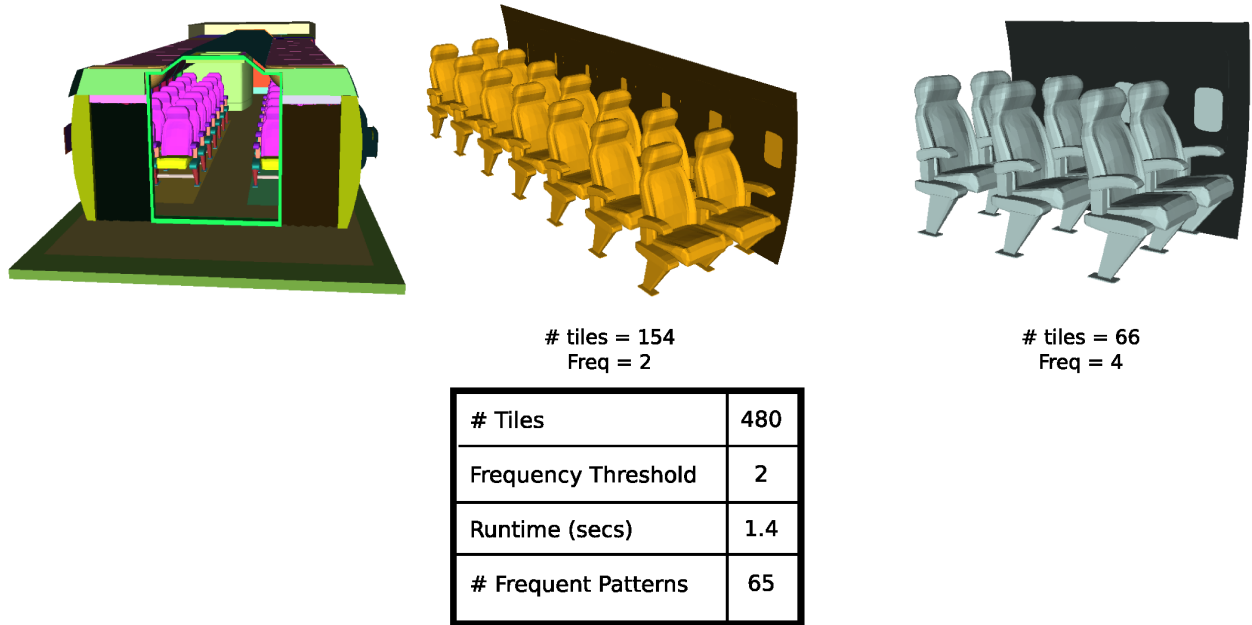 # tiles = 154
Freq = 2
# tiles = 66
Freq = 4
# Tiles 480
Frequency Threshold 2
Runtime (secs) 1.4
# Frequent Patterns 65